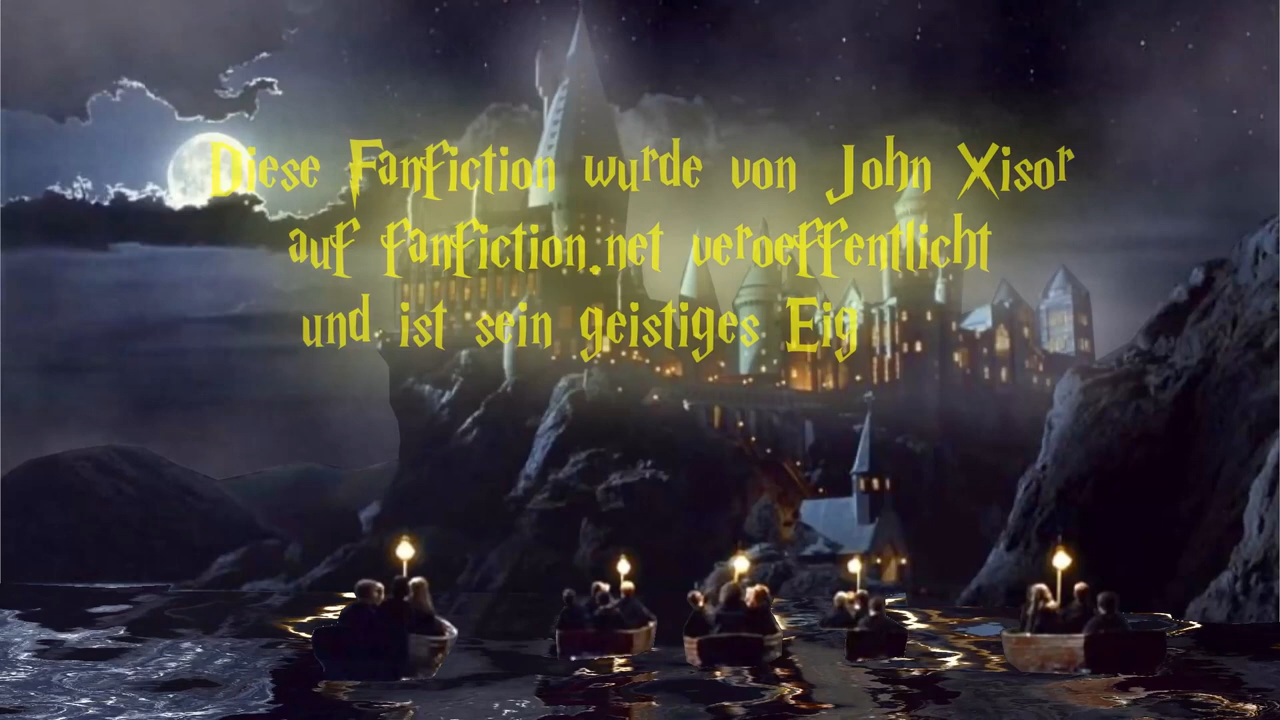 Diese Fanfiction wurde von John Xisor
auf fanfiction.net veroeffentlicht
und ist sein geistiges Eig